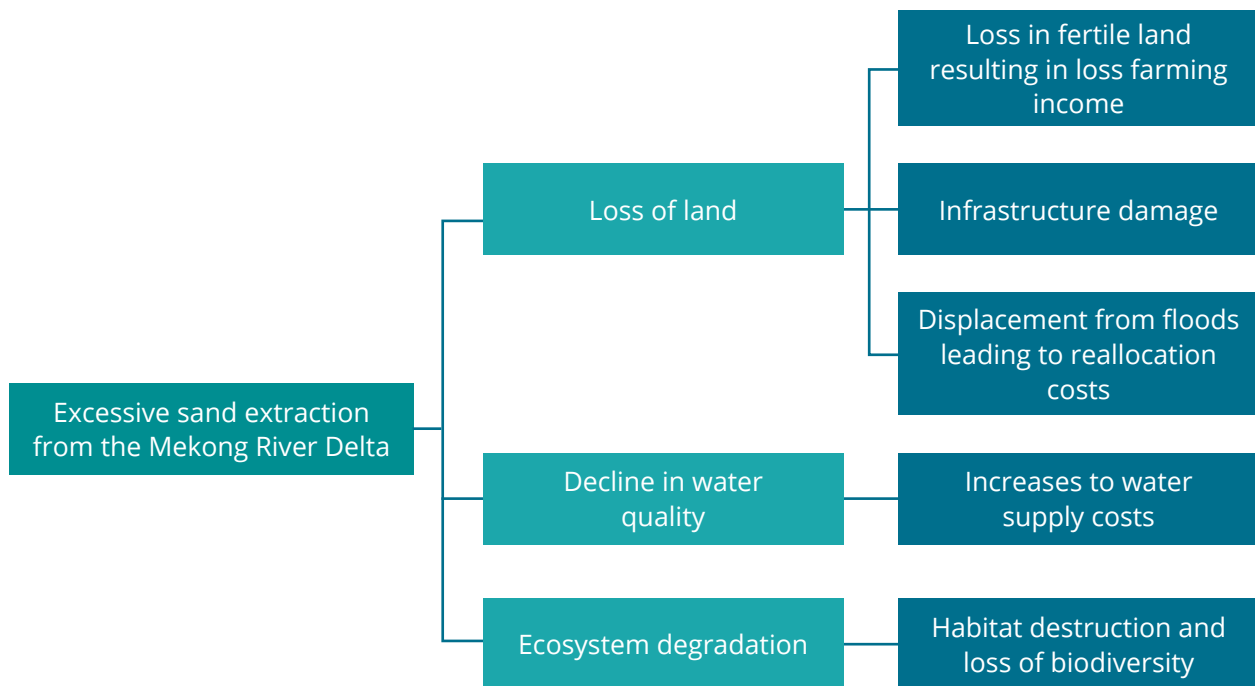 Excessive sand extraction
from the Mekong River Delta
Loss of land
Loss in fertile land
resulting in loss farming
income
Infrastructure damage
Displacement from floods
leading to reallocation
costs
Decline in water
quality
Increases to water
supply costs
Ecosystem degradation
Habitat destruction and
loss of biodiversity